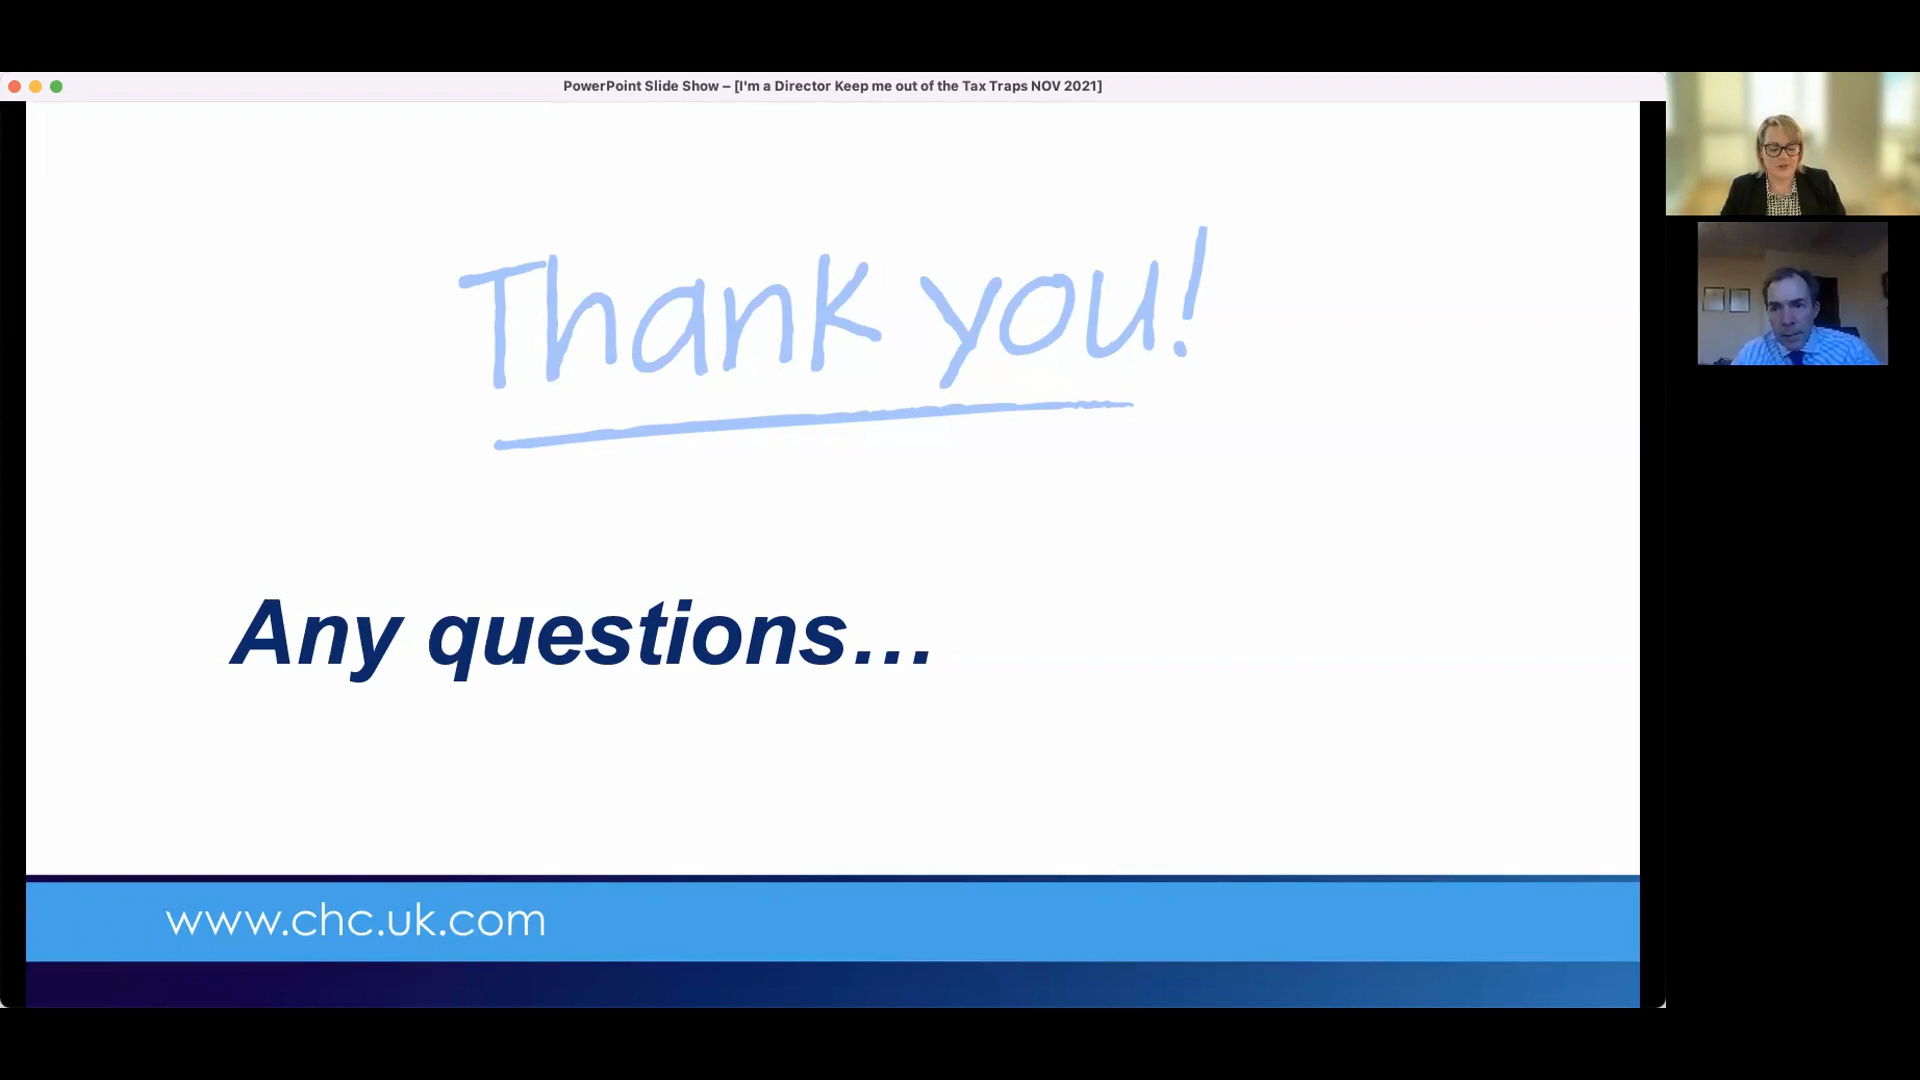 PowerPoint Slide Show – [I'm a Director Keep me out of the Tax Traps NOV 2021]
Thank you!
Any questions...
www.chc.uk.com